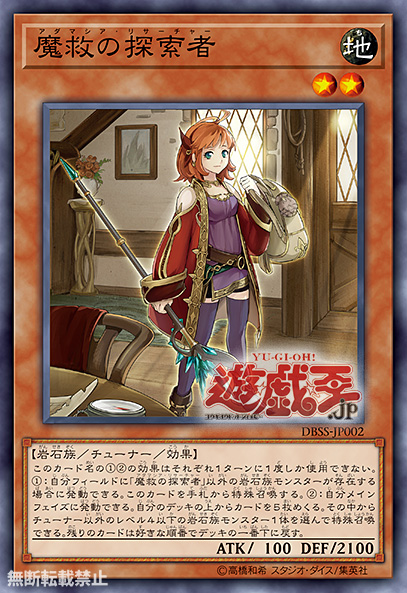 アダマシア・リサーチャー
魔救の探索者
地
YU-GI-OH!
遊戯王.jp
DBSS-JP002
【岩石族／チューナー／効果】
このカード名の①②の効果はそれぞれ1ターンに1度しか使用できない。
①：自分フィールドに「魔救の探索者」以外の岩石族モンスターが存在する
場合に発動できる。このカードを手札から特殊召喚する。②：自分メイン
フェイズに発動できる。自分のデッキの上からカードを5枚めくる。その中から
チューナー以外のレベル4以下の岩石族モンスター1体を選んで特殊召喚
できる。残りのカードは好きな順番でデッキの一番下に戻す。
ATK/ 100 DEF/2100
無断転載禁止
©高橋和希 スタジオ・ダイス/集英社